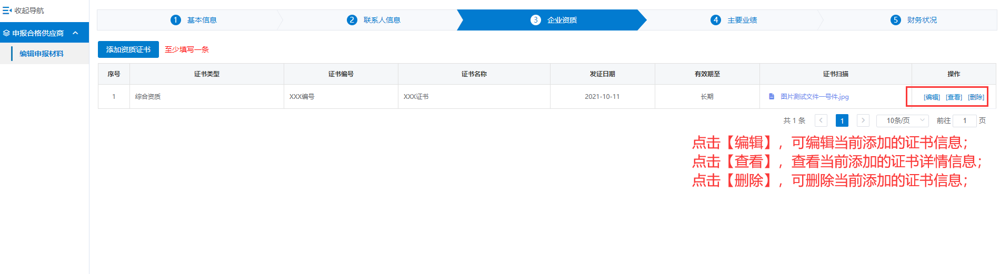 收起导航
申报合格供应商
编辑申报材料
1 基本信息
2 联系人信息
3 企业资质
4 主要业绩
5 财务状况
添加资质证书 至少填写一条
序号 证书类型 证书编号 证书名称 发证日期 有效期至 证书扫描 操作
1 综合资质 XXX编号 XXX证书 2021-10-11 长期 图片测试文件一号件.jpg [编辑] [查看] [删除]
共 1 条 1 10条/页 前往 1 页
点击【编辑】，可编辑当前添加的证书信息；
点击【查看】，查看当前添加的证书详情信息；
点击【删除】，可删除当前添加的证书信息；